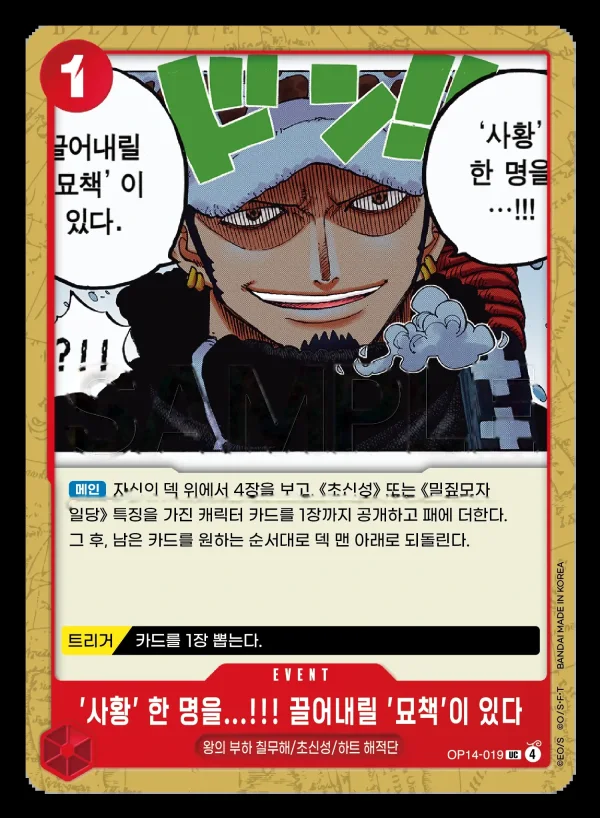 1
ドン!!
끌어내릴
'묘책' 이
있다.
'사황'
한 명을
…!!!
?!!
SAMPLE
메인 자신의 덱 위에서 4장을 보고, 《초신성》 또는 《밀짚모자
일당》 특징을 가진 캐릭터 카드를 1장까지 공개하고 패에 더한다.
그 후, 남은 카드를 원하는 순서대로 덱 맨 아래로 되돌린다.
트리거 카드를 1장 뽑는다.
EVENT
'사황' 한 명을...!!! 끌어내릴 '묘책'이 있다
왕의 부하 칠무해/초신성/하트 해적단
OP14-019 UC 4
©EO/S ©O/S·F·T BANDAI MADE IN KOREA